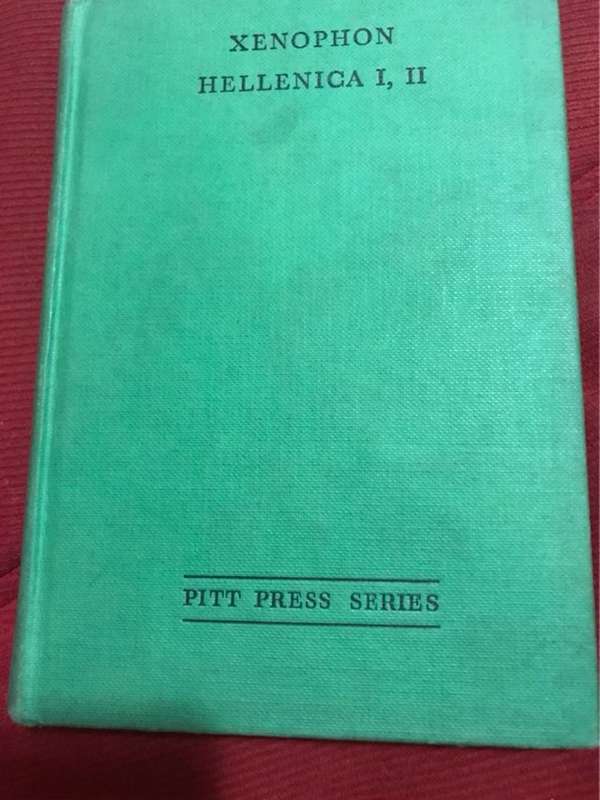 XENOPHON
HELLENICA I, II
PITT PRESS SERIES